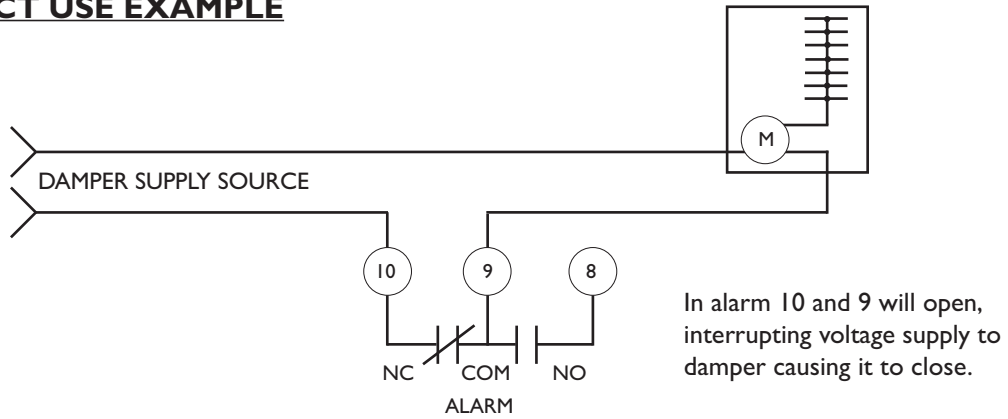 CT USE EXAMPLE
M
DAMPER SUPPLY SOURCE
10 9 8
In alarm 10 and 9 will open,
interrupting voltage supply to
damper causing it to close.
NC COM NO
ALARM